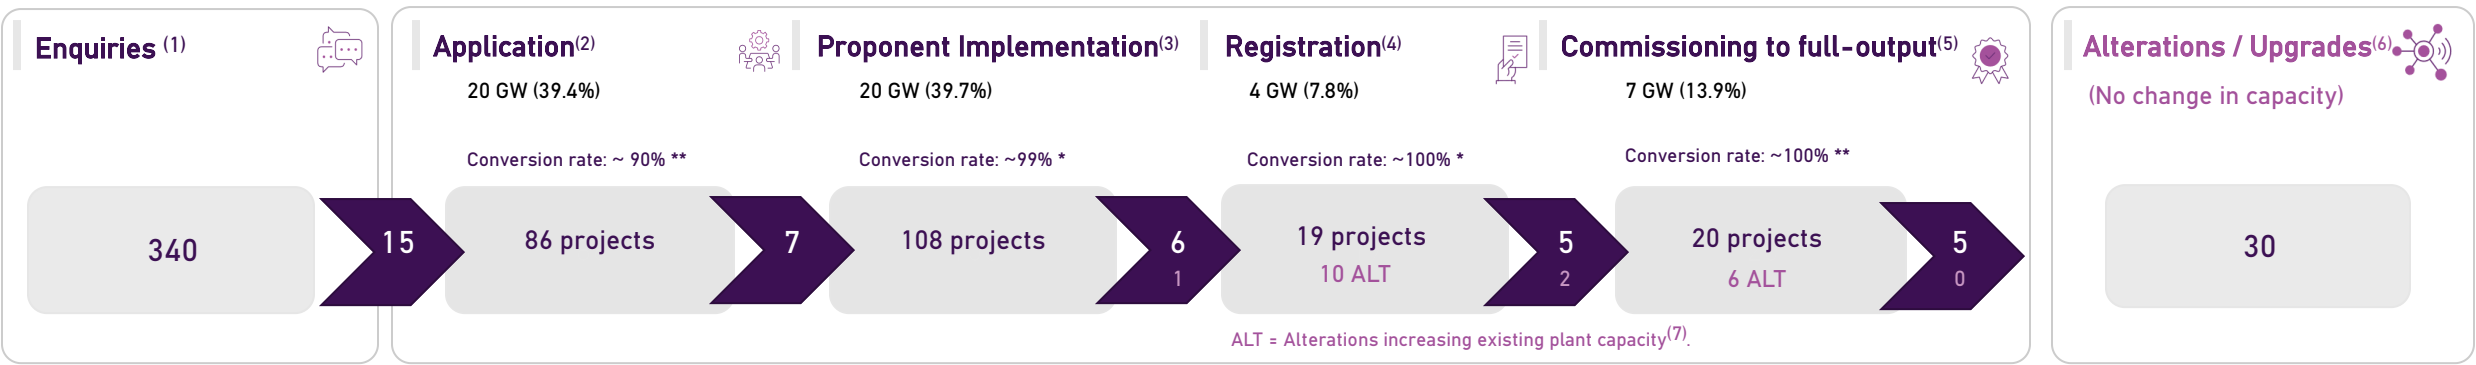 Enquiries (1)
340
15
Application(2)
20 GW (39.4%)
Conversion rate: ~ 90% **
86 projects
7
Proponent Implementation(3)
20 GW (39.7%)
Conversion rate: ~99% *
108 projects
6
1
Registration(4)
4 GW (7.8%)
Conversion rate: ~100% *
19 projects
10 ALT
5
2
Commissioning to full-output(5)
7 GW (13.9%)
Conversion rate: ~100% **
20 projects
6 ALT
5
0
ALT = Alterations increasing existing plant capacity(7).
Alterations / Upgrades(6)
(No change in capacity)
30